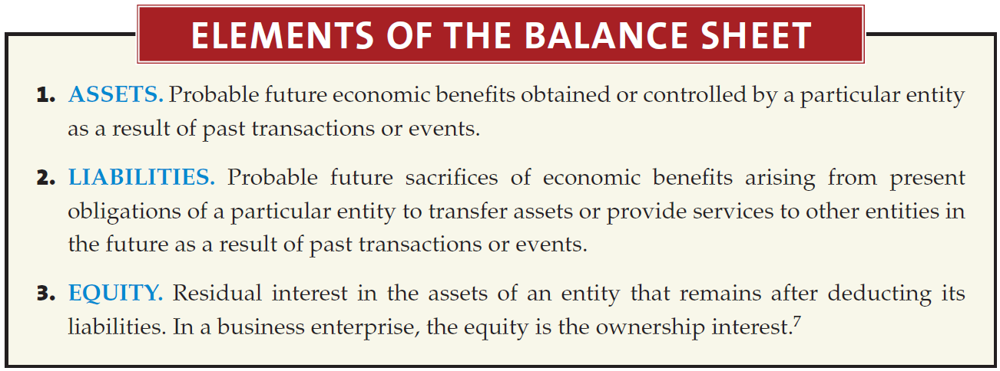 ELEMENTS OF THE BALANCE SHEET
1. ASSETS. Probable future economic benefits obtained or controlled by a particular entity
as a result of past transactions or events.
2. LIABILITIES. Probable future sacrifices of economic benefits arising from present
obligations of a particular entity to transfer assets or provide services to other entities in
the future as a result of past transactions or events.
3. EQUITY. Residual interest in the assets of an entity that remains after deducting its
liabilities. In a business enterprise, the equity is the ownership interest.⁷